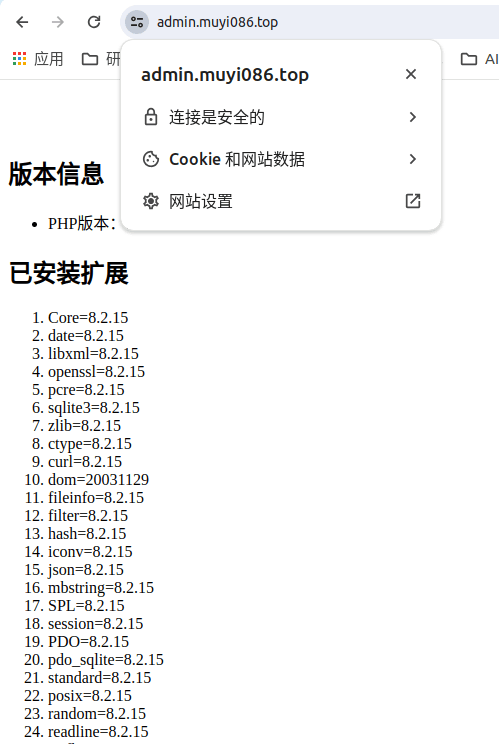 admin.muyi086.top
应用
研
AI
admin.muyi086.top
连接是安全的
Cookie 和网站数据
网站设置
版本信息
PHP版本：
已安装扩展
1. Core=8.2.15
2. date=8.2.15
3. libxml=8.2.15
4. openssl=8.2.15
5. pcre=8.2.15
6. sqlite3=8.2.15
7. zlib=8.2.15
8. ctype=8.2.15
9. curl=8.2.15
10. dom=20031129
11. fileinfo=8.2.15
12. filter=8.2.15
13. hash=8.2.15
14. iconv=8.2.15
15. json=8.2.15
16. mbstring=8.2.15
17. SPL=8.2.15
18. session=8.2.15
19. PDO=8.2.15
20. pdo_sqlite=8.2.15
21. standard=8.2.15
22. posix=8.2.15
23. random=8.2.15
24. readline=8.2.15